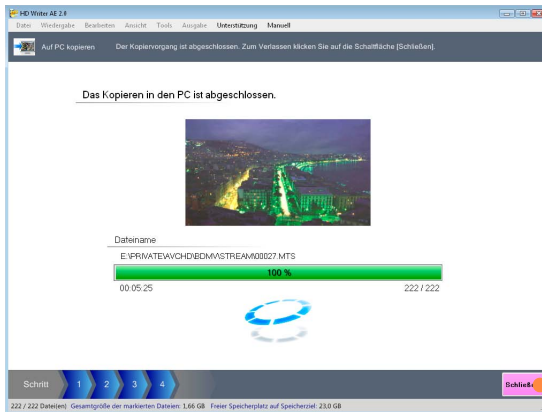 HD Writer AE 2.#
Datei Wiedergabe Bearbeiten Ansicht Tools Ausgabe Unterstützung Manuell
Auf PC kopieren Der Kopiervorgang ist abgeschlossen. Zum Verlassen klicken Sie auf die Schaltfläche [Schließen].
Das Kopieren in den PC ist abgeschlossen.
Dateiname
E:\PRIVATE\AVCHD\BDMV\STREAM\00027.MTS
100 %
00:05:25 222 / 222
Schritt 1 2 3 4
222 / 222 Datei(en) Gesamtgröße der markierten Dateien: 1,66 GB Freier Speicherplatz auf Speicherziel: 23,0 GB